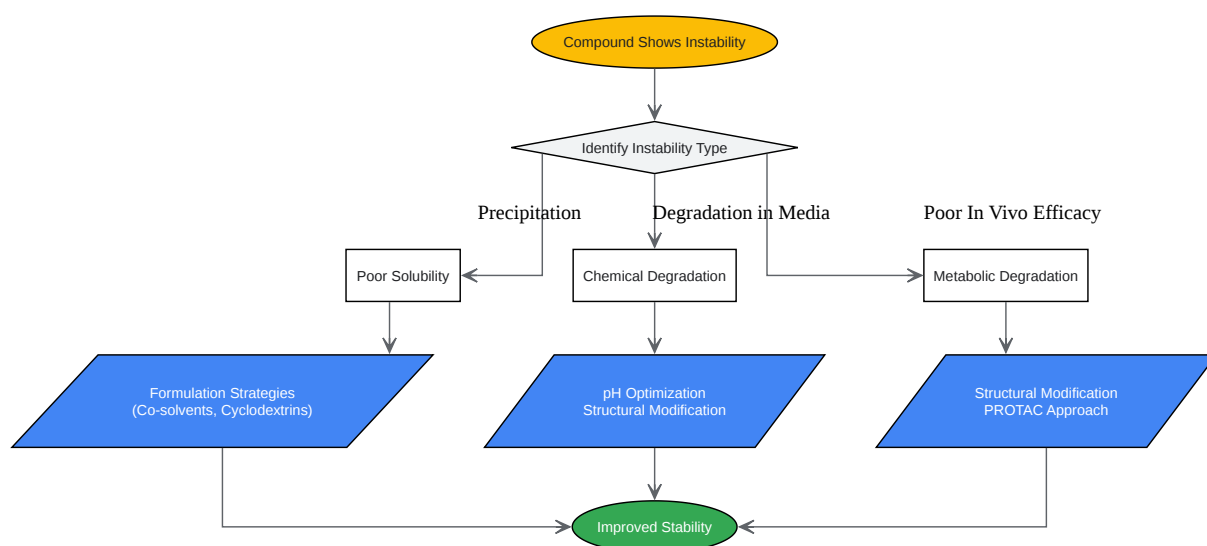 Compound Shows Instability
Identify Instability Type
Precipitation
Degradation in Media
Poor In Vivo Efficacy
Poor Solubility
Chemical Degradation
Metabolic Degradation
Formulation Strategies
(Co-solvents, Cyclodextrins)
pH Optimization
Structural Modification
Structural Modification
PROTAC Approach
Improved Stability